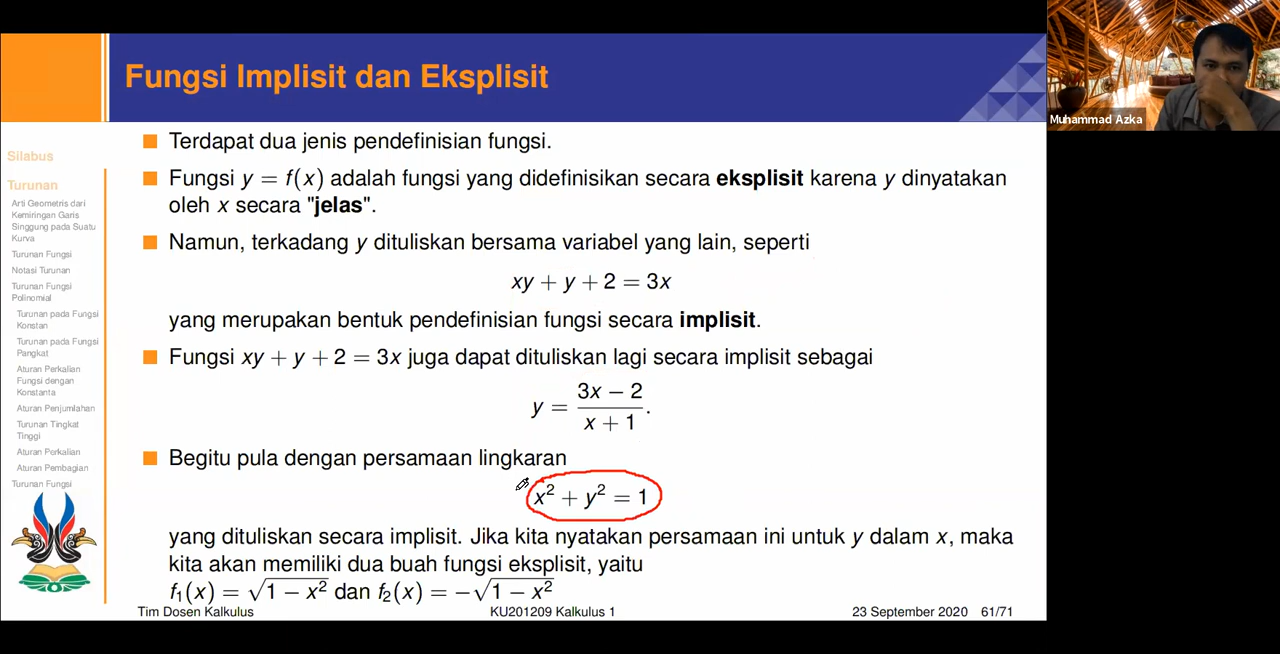 Fungsi Implisit dan Eksplisit
Muhammad Azka
Silabus
Turunan
Arti Geometris dari
Kemiringan Garis
Singgung pada Suatu
Kurva
Turunan Fungsi
Notasi Turunan
Turunan Fungsi
Polinomial
Turunan pada Fungsi
Konstan
Turunan pada Fungsi
Pangkat
Aturan Perkalian
Fungsi dengan
Konstanta
Aturan Penjumlahan
Turunan Tingkat
Tinggi
Aturan Perkalian
Aturan Pembagian
Turunan Fungsi
Terdapat dua jenis pendefinisian fungsi.
Fungsi y = f(x) adalah fungsi yang didefinisikan secara eksplisit karena y dinyatakan
oleh x secara "jelas".
Namun, terkadang y dituliskan bersama variabel yang lain, seperti
xy + y + 2 = 3x
yang merupakan bentuk pendefinisian fungsi secara implisit.
Fungsi xy + y + 2 = 3x juga dapat dituliskan lagi secara implisit sebagai
y = (3x − 2)/(x + 1).
Begitu pula dengan persamaan lingkaran
x² + y² = 1
yang dituliskan secara implisit. Jika kita nyatakan persamaan ini untuk y dalam x, maka
kita akan memiliki dua buah fungsi eksplisit, yaitu
f₁(x) = √(1 − x²) dan f₂(x) = −√(1 − x²)
Tim Dosen Kalkulus KU201209 Kalkulus 1 23 September 2020 61/71